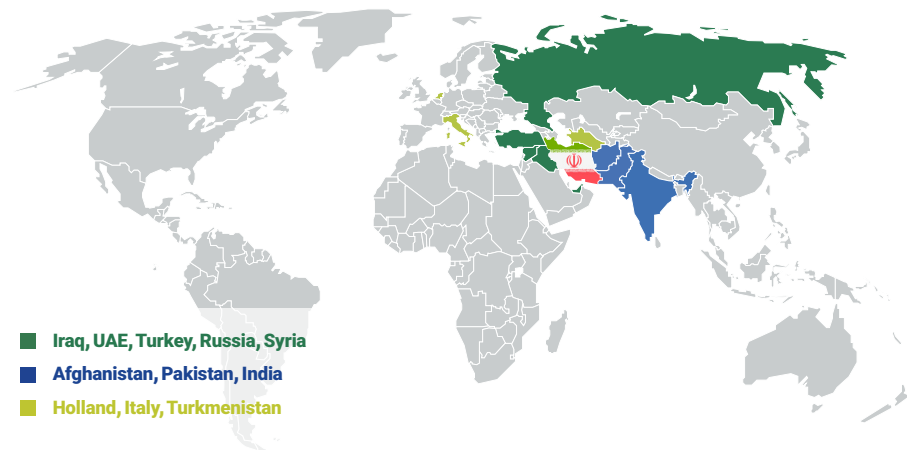 Iraq, UAE, Turkey, Russia, Syria
Afghanistan, Pakistan, India
Holland, Italy, Turkmenistan